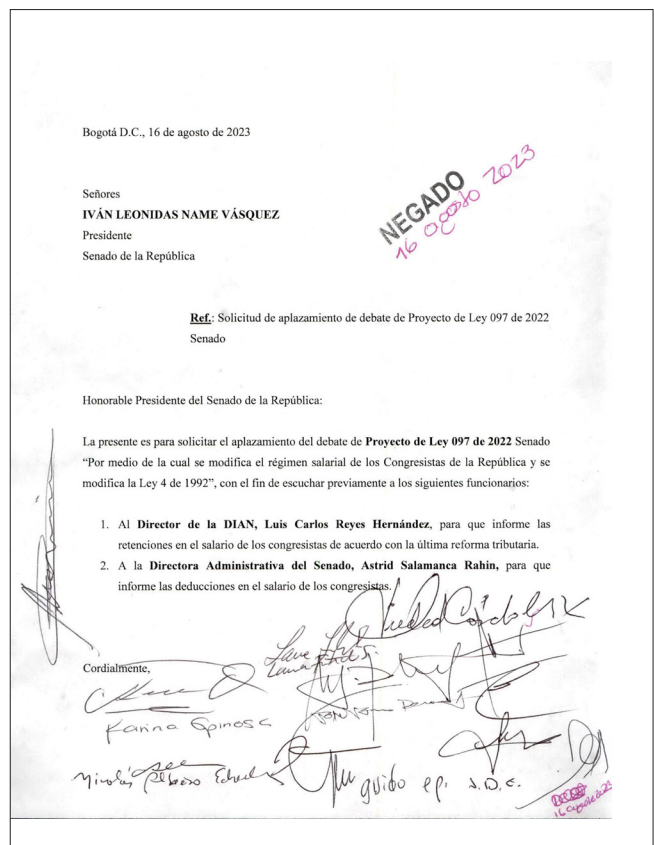 Bogotá D.C., 16 de agosto de 2023
NEGADO
16 agosto 2023
Señores
IVÁN LEONIDAS NAME VÁSQUEZ
Presidente
Senado de la República
Ref.: Solicitud de aplazamiento de debate de Proyecto de Ley 097 de 2022
Senado
Honorable Presidente del Senado de la República:
La presente es para solicitar el aplazamiento del debate de Proyecto de Ley 097 de 2022 Senado
“Por medio de la cual se modifica el régimen salarial de los Congresistas de la República y se
modifica la Ley 4 de 1992”, con el fin de escuchar previamente a los siguientes funcionarios:
1. Al Director de la DIAN, Luis Carlos Reyes Hernández, para que informe las
retenciones en el salario de los congresistas de acuerdo con la última reforma tributaria.
2. A la Directora Administrativa del Senado, Astrid Salamanca Rahin, para que
informe las deducciones en el salario de los congresistas.
Cordialmente,
Karina Espinosa
Nicolás